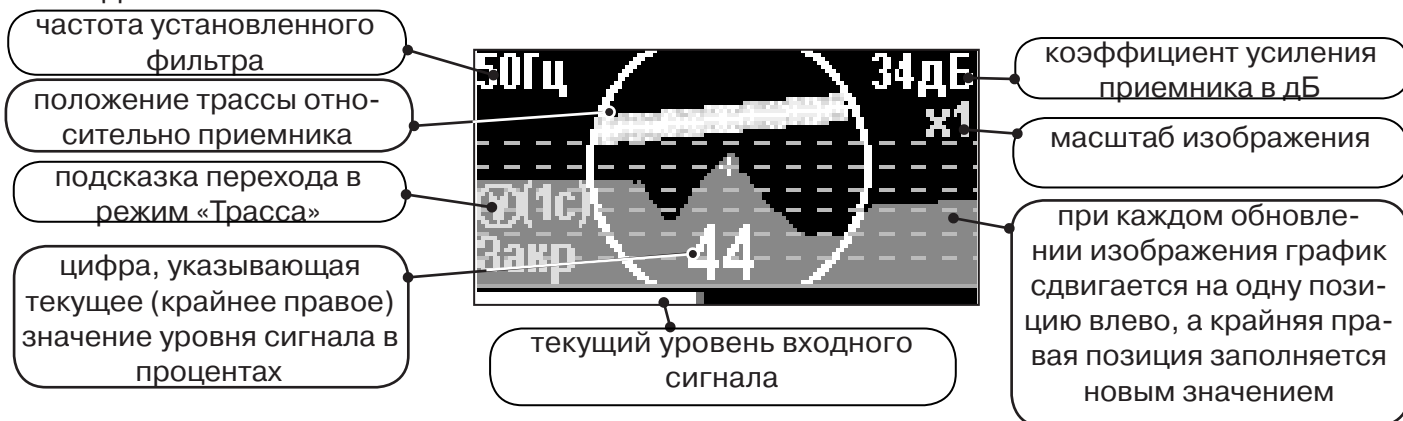 частота установленного
фильтра
положение трассы отно-
сительно приемника
подсказка перехода в
режим «Трасса»
цифра, указывающая
текущее (крайнее правое)
значение уровня сигнала в
процентах
50Гц
34дБ
x1
(1с)
Закр
44
текущий уровень входного
сигнала
коэффициент усиления
приемника в дБ
масштаб изображения
при каждом обновле-
нии изображения график
сдвигается на одну пози-
цию влево, а крайняя пра-
вая позиция заполняется
новым значением